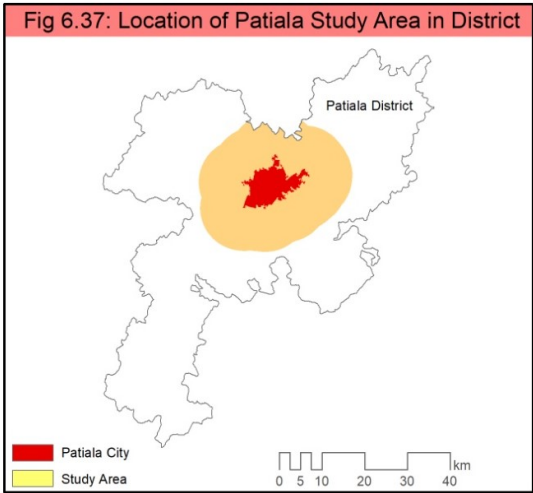 Fig 6.37: Location of Patiala Study Area in District
Patiala District
Patiala City
Study Area
km
0 5 10 20 30 40